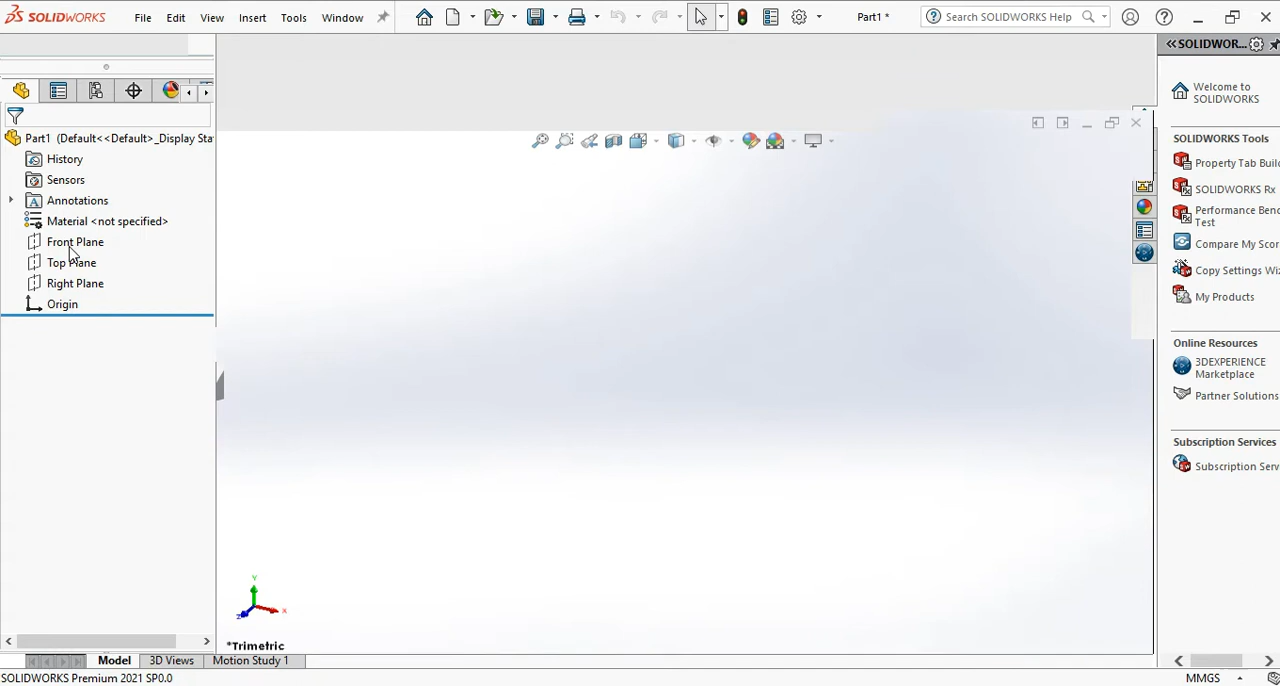 SOLIDWORKS File Edit View Insert Tools Window Part1 * Search SOLIDWORKS Help
SOLIDWOR...
Part1 (Default<<Default>_Display Sta
History
Sensors
Annotations
Material <not specified>
Front Plane
Top Plane
Right Plane
Origin
Welcome to
SOLIDWORKS
SOLIDWORKS Tools
Property Tab Build
SOLIDWORKS Rx
Performance Benc
Test
Compare My Scor
Copy Settings Wiz
My Products
Online Resources
3DEXPERIENCE
Marketplace
Partner Solutions
Subscription Services
Subscription Serv
Y
X
Z
*Trimetric
Model 3D Views Motion Study 1
SOLIDWORKS Premium 2021 SP0.0 MMGS